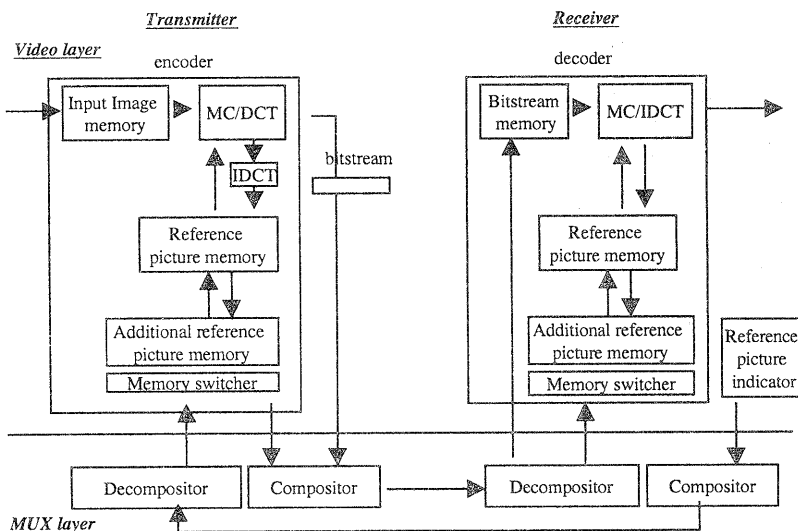 Transmitter
Receiver
Video layer
encoder
decoder
Input Image
memory
MC/DCT
Bitstream
memory
MC/IDCT
bitstream
IDCT
Reference
picture memory
Reference
picture memory
Additional reference
picture memory
Additional reference
picture memory
Reference
picture
indicator
Memory switcher
Memory switcher
Decompositor
Compositor
Decompositor
Compositor
MUX layer